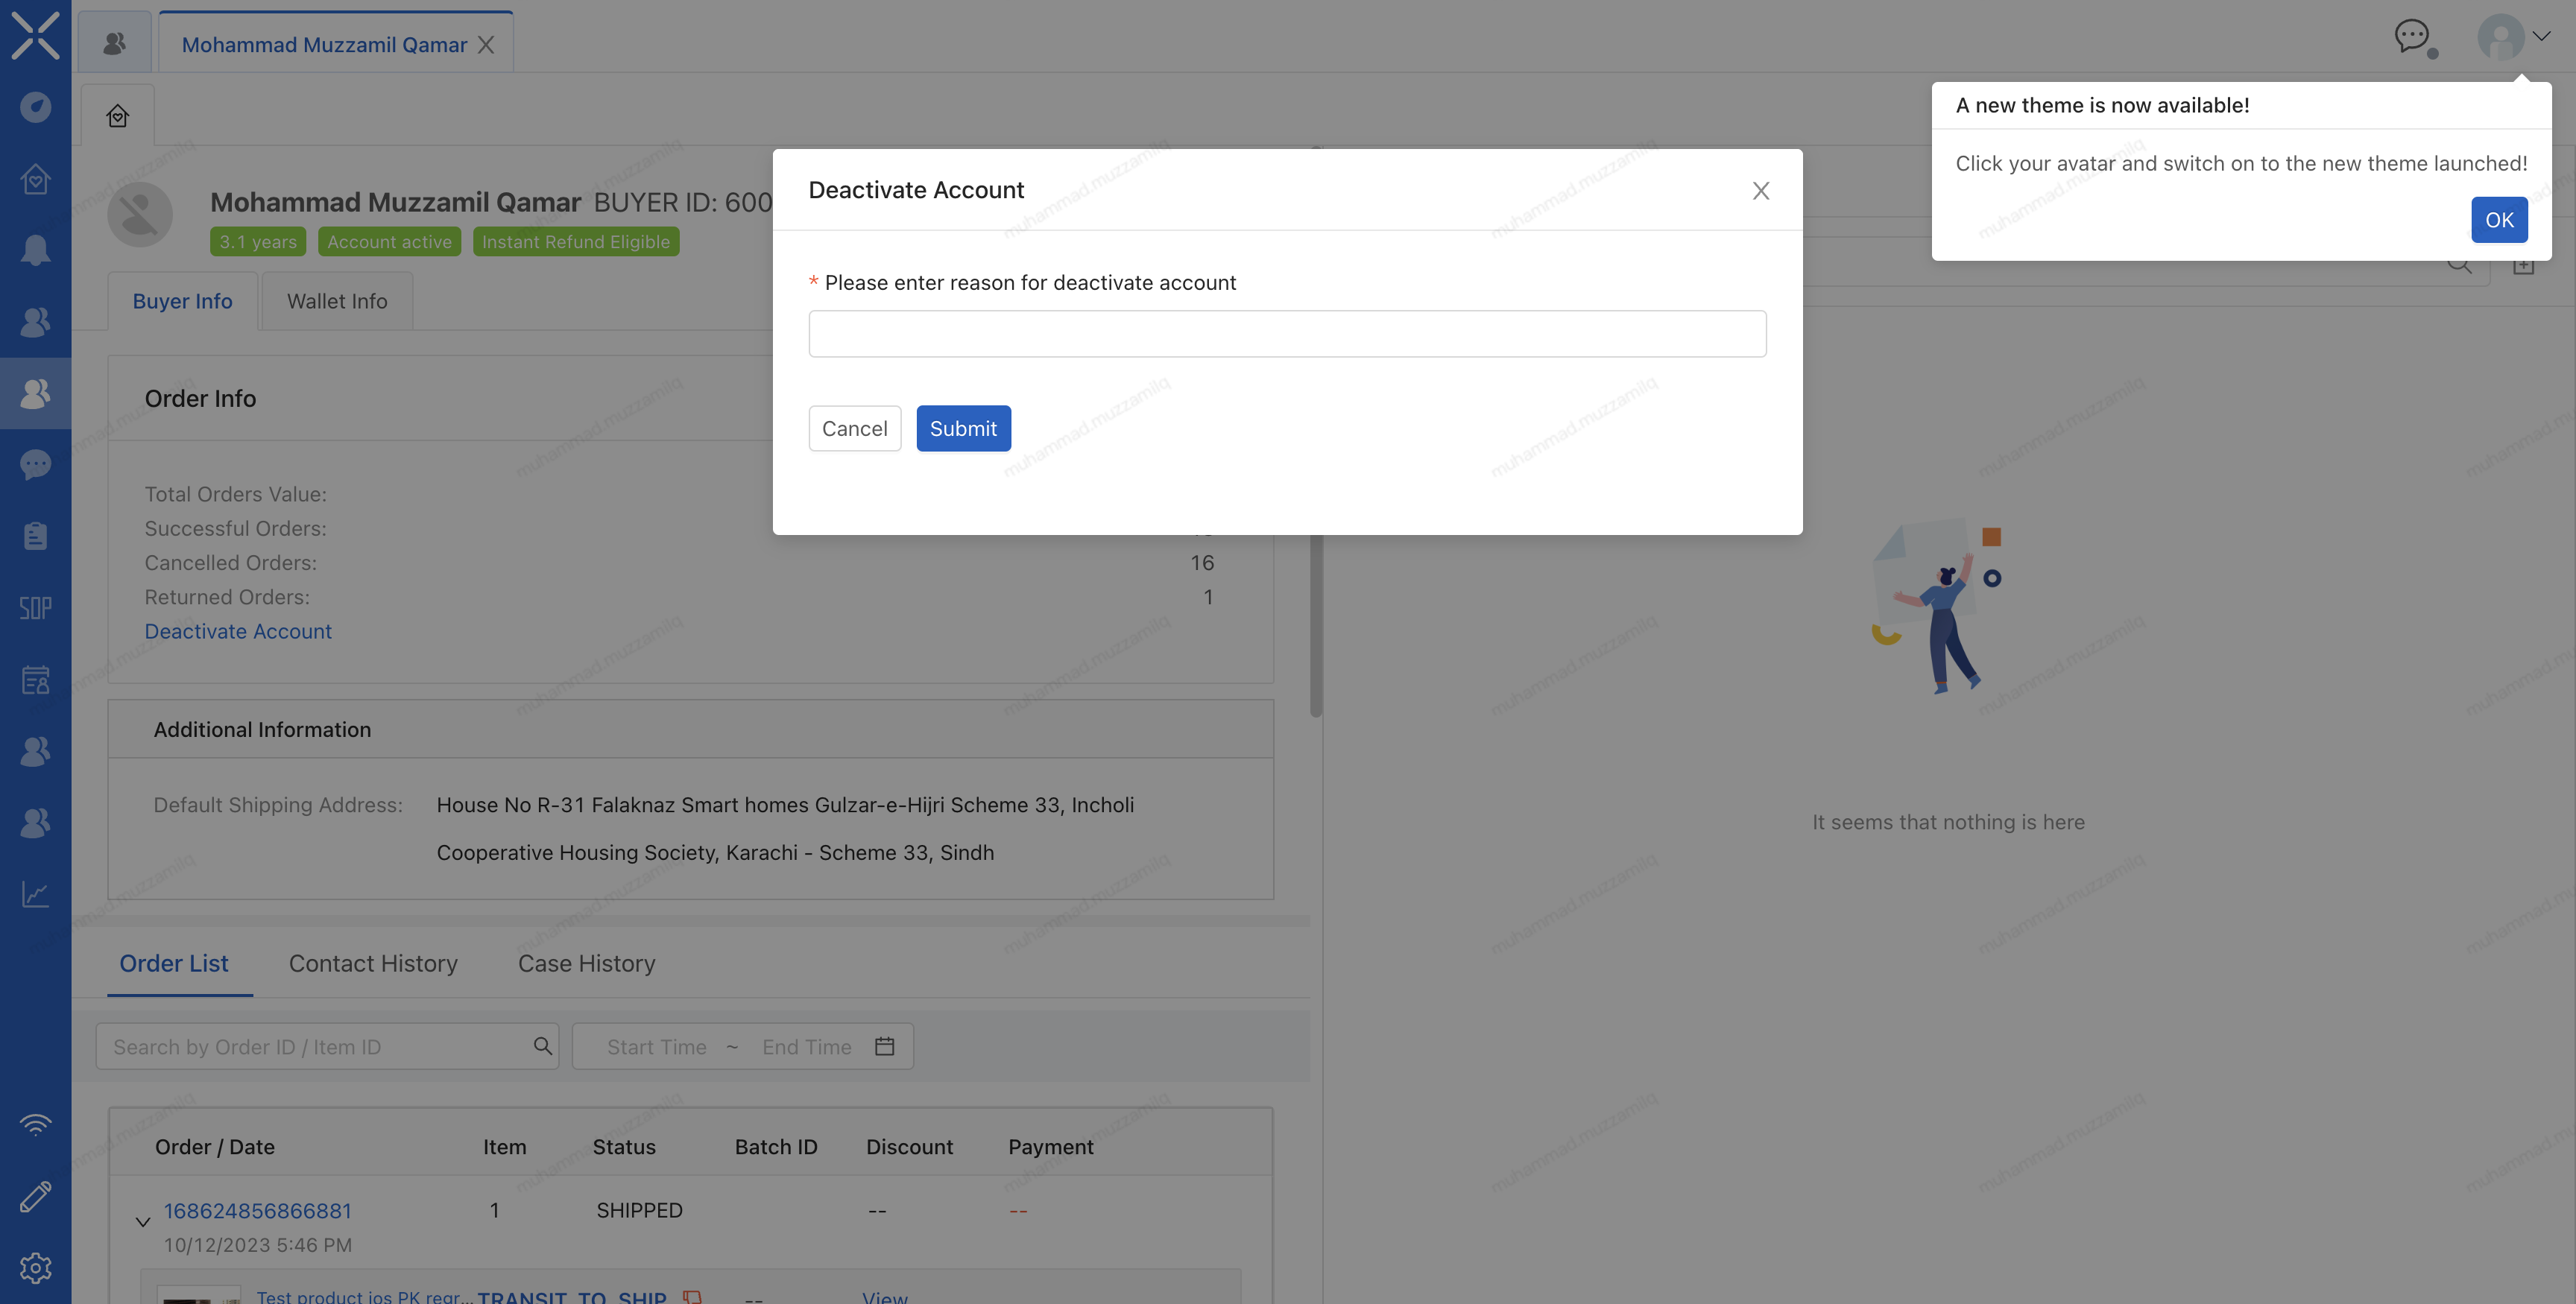 Mohammad Muzzamil Qamar
A new theme is now available!
Click your avatar and switch on to the new theme launched!
OK
Mohammad Muzzamil Qamar BUYER ID: 600
3.1 years Account active Instant Refund Eligible
Buyer Info Wallet Info
Deactivate Account
* Please enter reason for deactivate account
Cancel Submit
Order Info
Total Orders Value:
Successful Orders:
Cancelled Orders: 16
Returned Orders: 1
Deactivate Account
Additional Information
Default Shipping Address: House No R-31 Falaknaz Smart homes Gulzar-e-Hijri Scheme 33, Incholi
Cooperative Housing Society, Karachi - Scheme 33, Sindh
It seems that nothing is here
SOP
Order List Contact History Case History
Search by Order ID / Item ID Start Time ~ End Time
Order / Date Item Status Batch ID Discount Payment
168624856866881 1 SHIPPED -- --
10/12/2023 5:46 PM
Test product ios PK regr... TRANSIT_TO_SHIP -- View
muhammad.muzzamilq